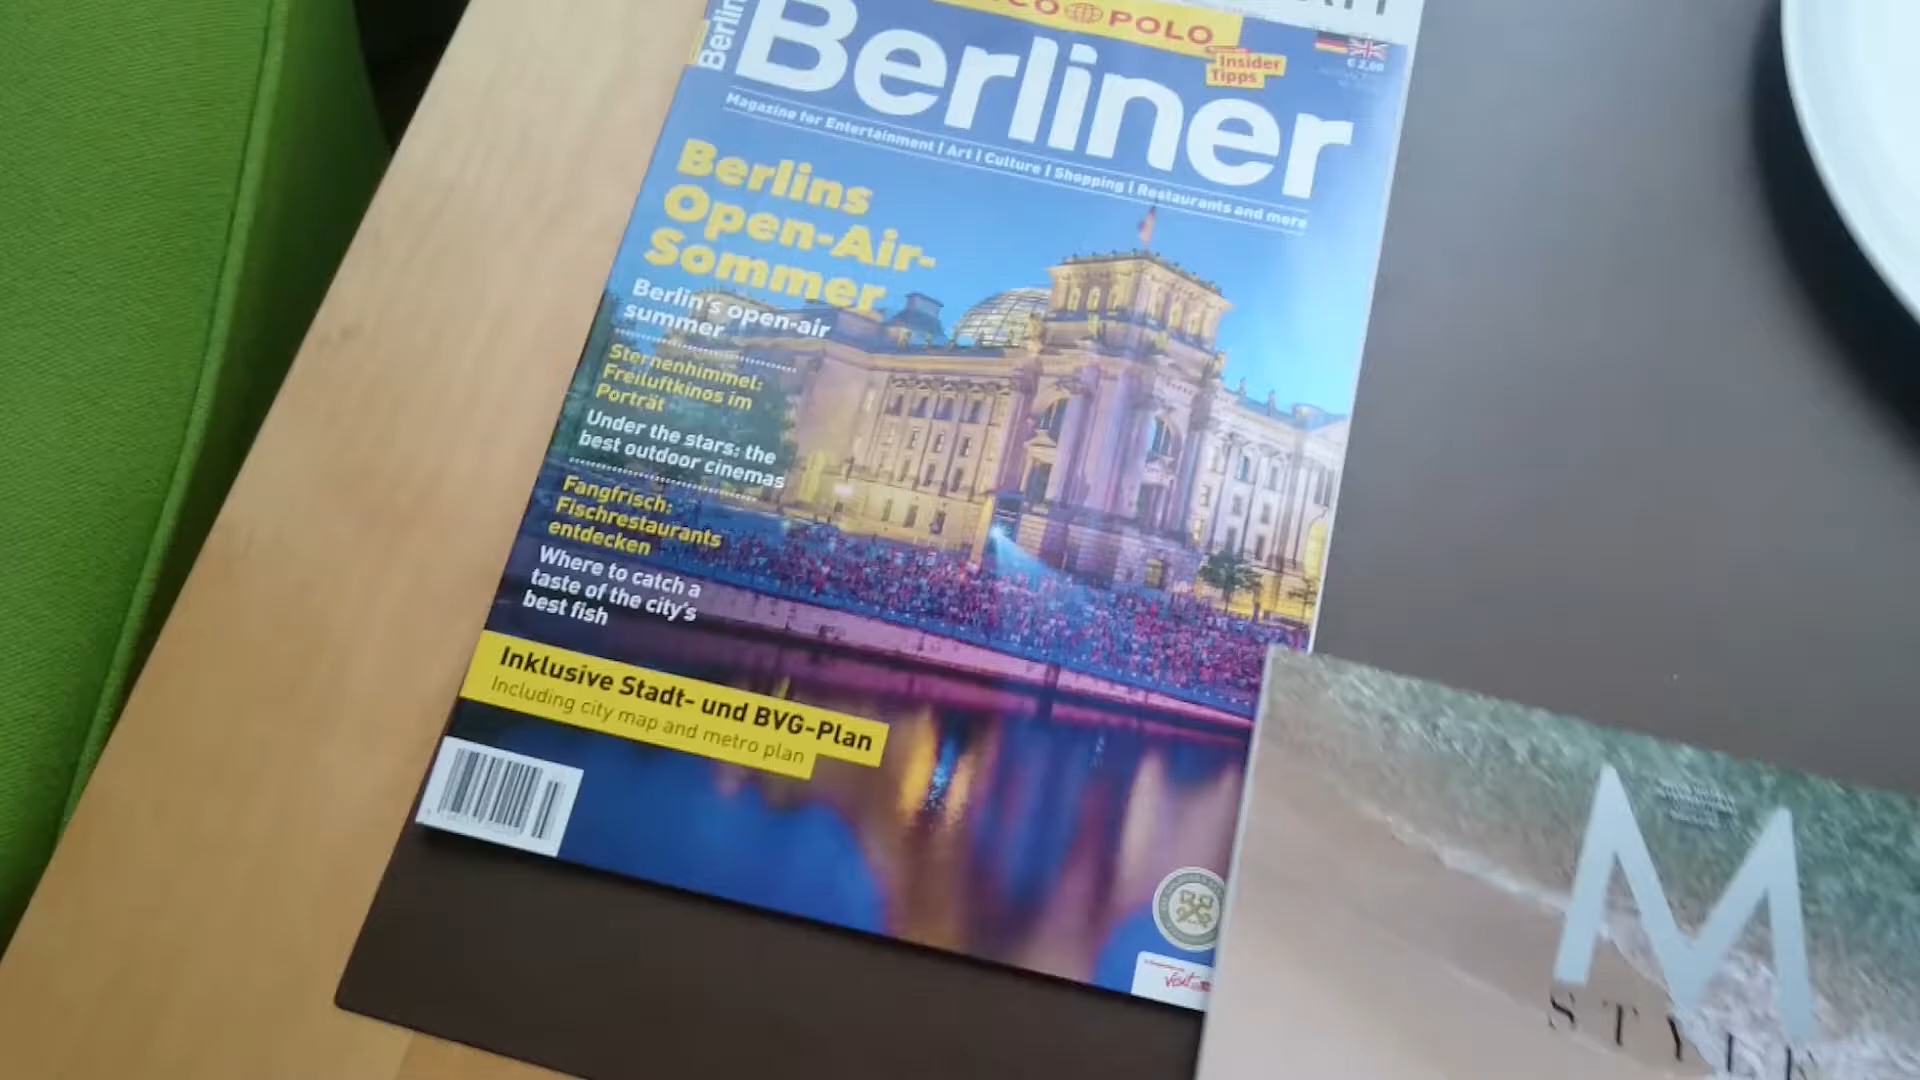 POLO
Insider
Tipps
€ 2,00
Berliner
Magazine for Entertainment | Art | Culture | Shopping | Restaurants and more
Berlins
Open-Air-
Sommer
Berlin's open-air
summer
Sternenhimmel:
Freiluftkinos im
Porträt
Under the stars: the
best outdoor cinemas
Fangfrisch:
Fischrestaurants
entdecken
Where to catch a
taste of the city's
best fish
Inklusive Stadt- und BVG-Plan
Including city map and metro plan
M
STYLE